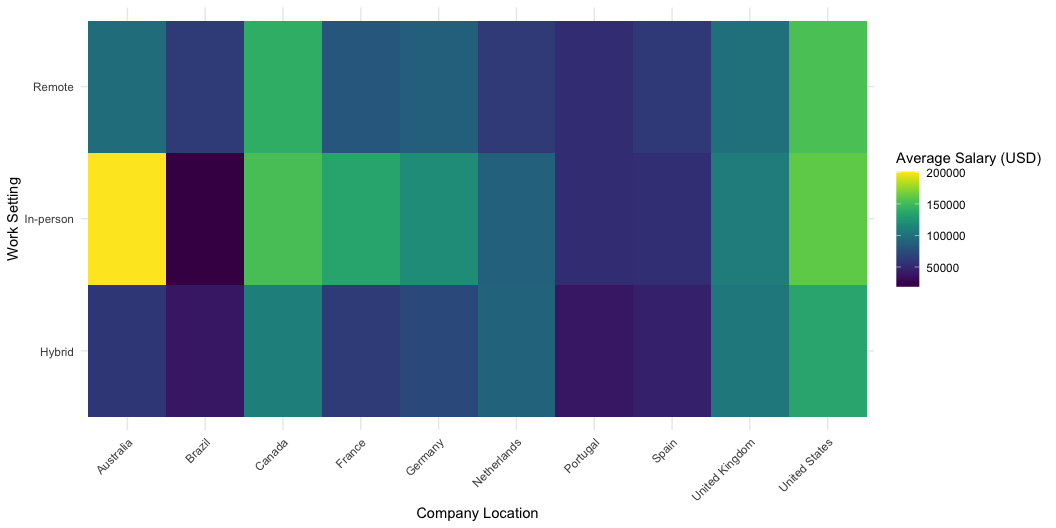 Work Setting
Remote
In-person
Hybrid
Australia
Brazil
Canada
France
Germany
Netherlands
Portugal
Spain
United Kingdom
United States
Company Location
Average Salary (USD)
200000
150000
100000
50000